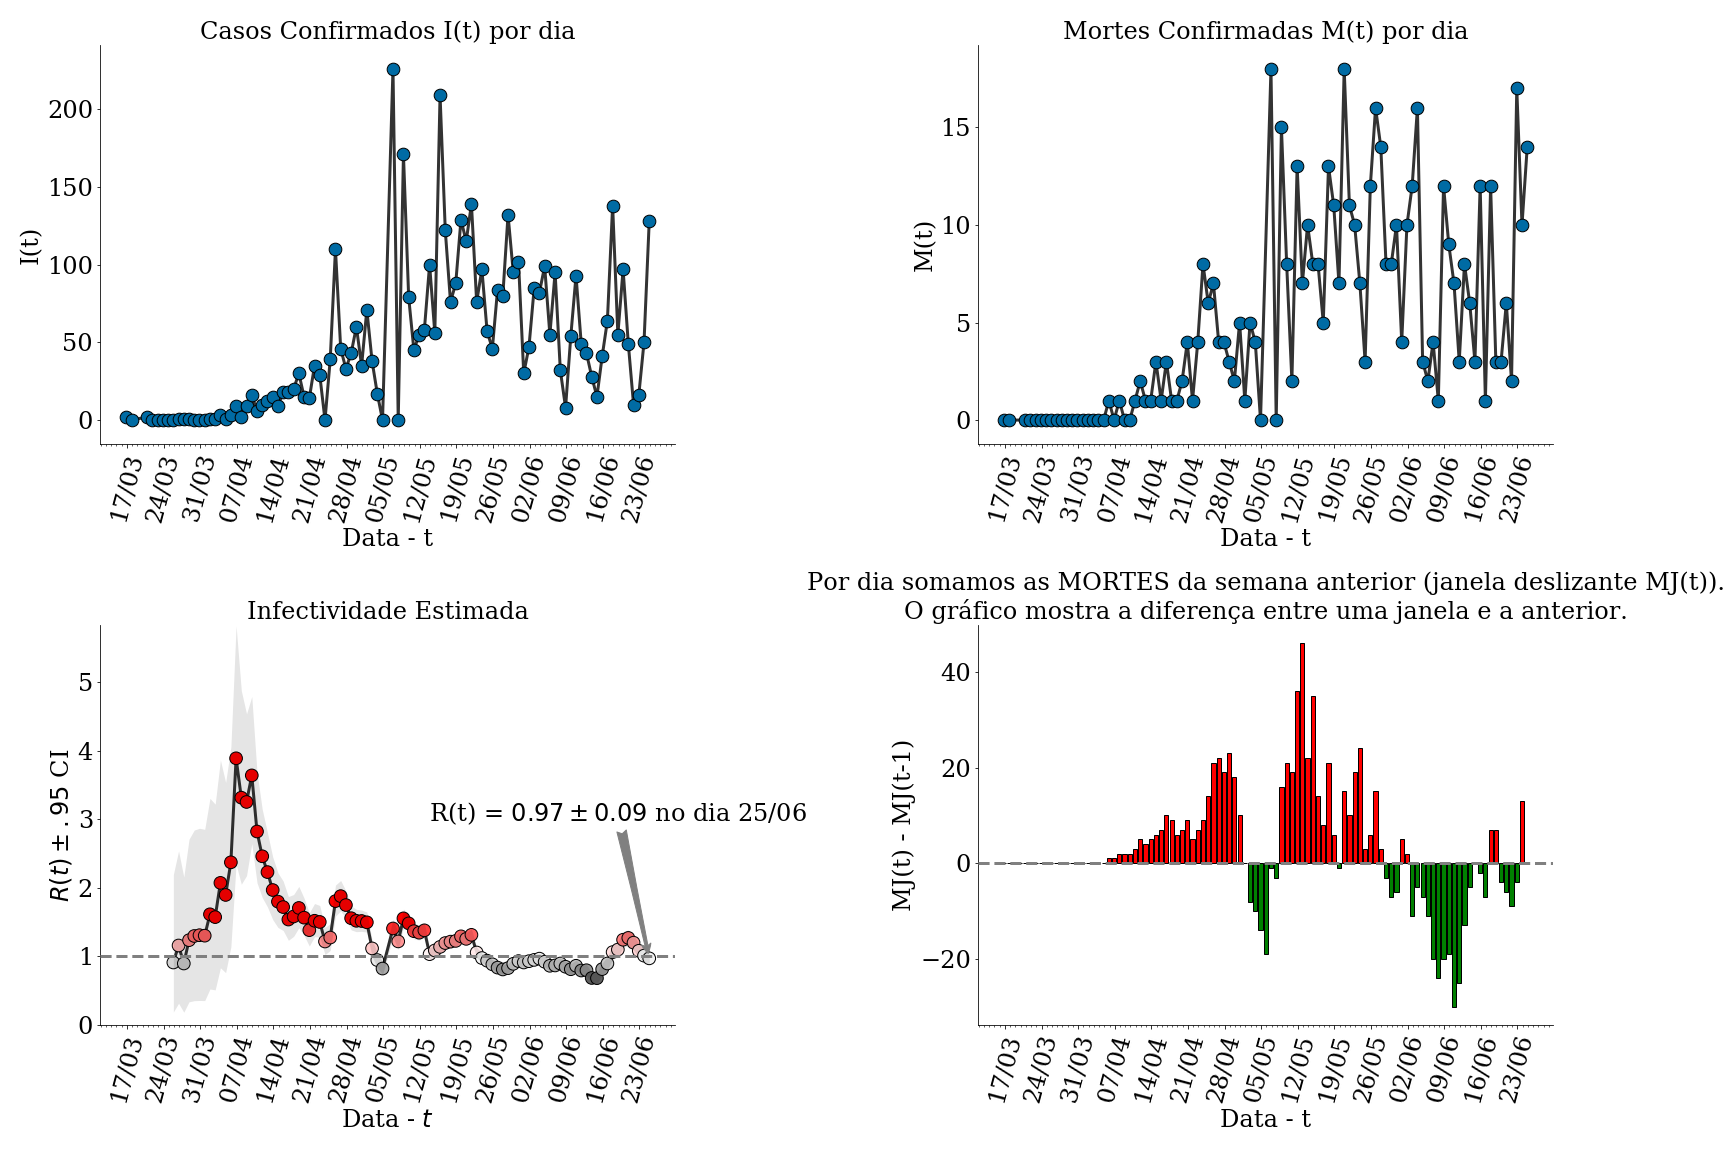 Casos Confirmados I(t) por dia
I(t)
200
150
100
50
0
17/03 24/03 31/03 07/04 14/04 21/04 28/04 05/05 12/05 19/05 26/05 02/06 09/06 16/06 23/06
Data - t
Mortes Confirmadas M(t) por dia
M(t)
15
10
5
0
17/03 24/03 31/03 07/04 14/04 21/04 28/04 05/05 12/05 19/05 26/05 02/06 09/06 16/06 23/06
Data - t
Infectividade Estimada
R(t) ± .95 CI
5
4
3
2
1
0
R(t) = 0.97 ± 0.09 no dia 25/06
17/03 24/03 31/03 07/04 14/04 21/04 28/04 05/05 12/05 19/05 26/05 02/06 09/06 16/06 23/06
Data - t
Por dia somamos as MORTES da semana anterior (janela deslizante MJ(t)).
O gráfico mostra a diferença entre uma janela e a anterior.
MJ(t) - MJ(t-1)
40
20
0
−20
17/03 24/03 31/03 07/04 14/04 21/04 28/04 05/05 12/05 19/05 26/05 02/06 09/06 16/06 23/06
Data - t